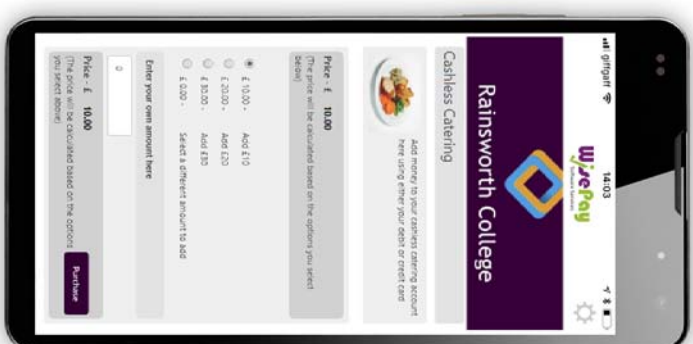 giffgaff 14:03
WisePay
Software Services
Rainsworth College
Cashless Catering
Add money to your cashless catering account
here using either your debit or credit card
Price - £ 10.00
(The price will be calculated based on the options you select
below)
£ 10.00 - Add £10
£ 20.00 - Add £20
£ 30.00 - Add £30
£ 0.00 - Select a different amount to add
Enter your own amount here
0
Price - £ 10.00
(The price will be calculated based on the options
you select above)
Purchase